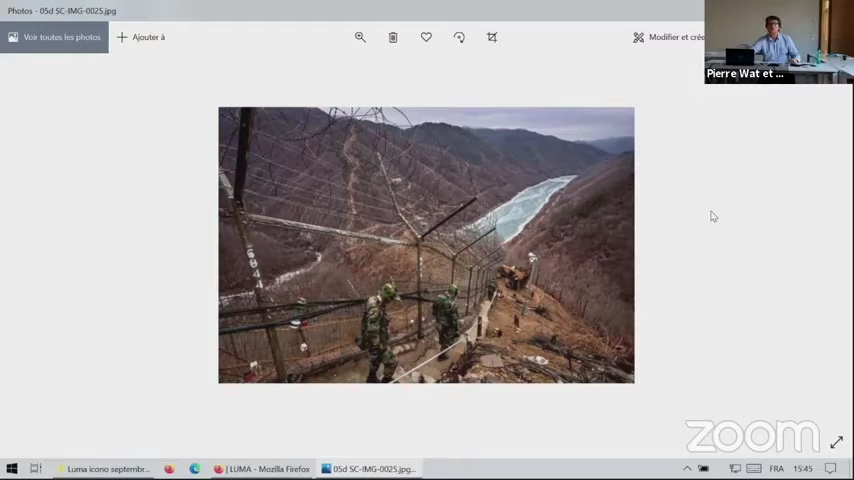 Photos - 05d SC-IMG-0025.jpg
Voir toutes les photos
Ajouter à
Modifier et crée
Pierre Wat et ...
zoom
Luma icono septembr...
| LUMA - Mozilla Firefox
05d SC-IMG-0025.jpg...
FRA
15:45